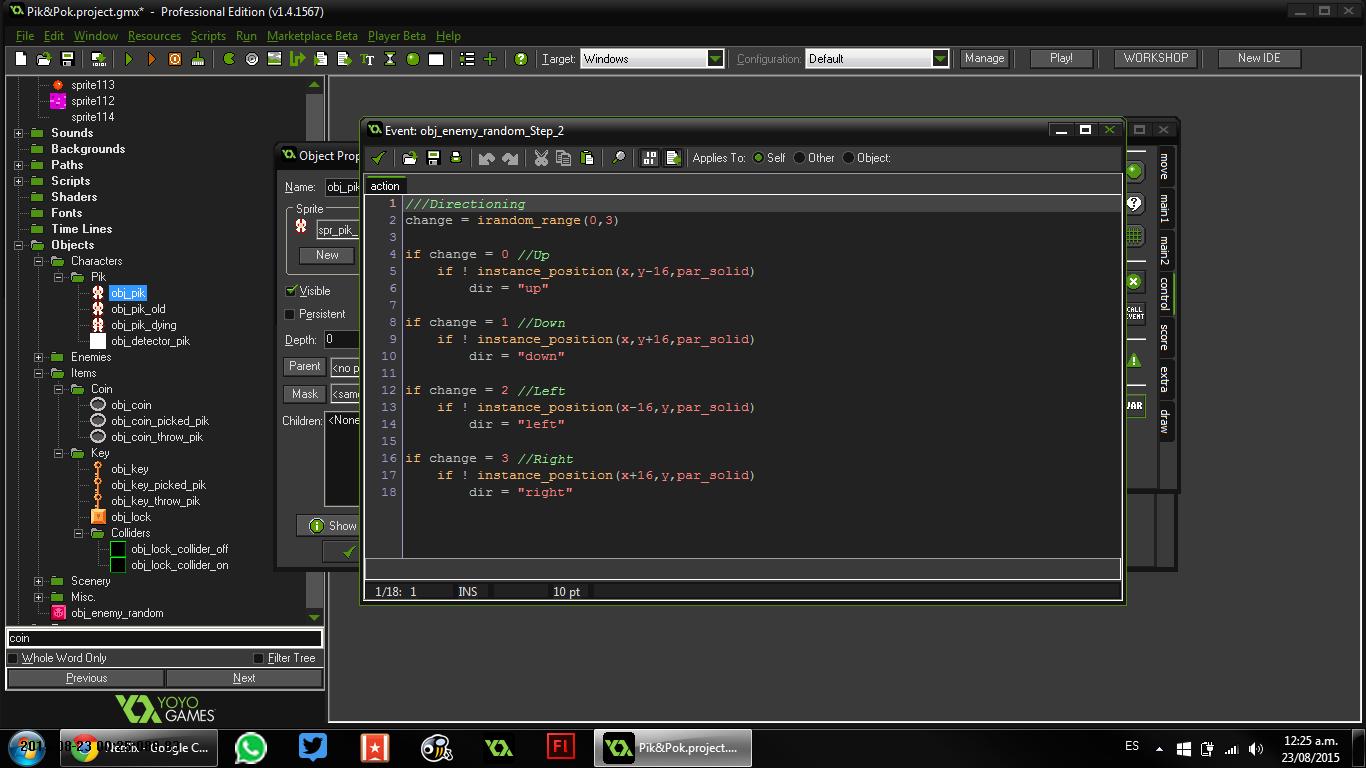 Pik&Pok.project.gmx* - Professional Edition (v1.4.1567)
File Edit Window Resources Scripts Run Marketplace Beta Player Beta Help
Target: Windows Configuration: Default Manage Play! WORKSHOP New IDE
sprite113
sprite112
sprite114
Sounds
Backgrounds
Paths
Scripts
Shaders
Fonts
Time Lines
Objects
Characters
Pik
obj_pik
obj_pik_old
obj_pik_dying
obj_detector_pik
Enemies
Items
Coin
obj_coin
obj_coin_picked_pik
obj_coin_throw_pik
Key
obj_key
obj_key_picked_pik
obj_key_throw_pik
obj_lock
Colliders
obj_lock_collider_off
obj_lock_collider_on
Scenery
Misc.
obj_enemy_random
coin
Whole Word Only Filter Tree
Previous Next
YOYO
GAMES
Object Prop
Name: obj_pik
Sprite
spr_pik_
New
Visible
Persistent
Depth: 0
Parent <no p
Mask <same
Children: <None
Show
Event: obj_enemy_random_Step_2
Applies To: Self Other Object:
action
1 ///Directioning
2 change = irandom_range(0,3)
3
4 if change = 0 //Up
5 if ! instance_position(x,y-16,par_solid)
6 dir = "up"
7
8 if change = 1 //Down
9 if ! instance_position(x,y+16,par_solid)
10 dir = "down"
11
12 if change = 2 //Left
13 if ! instance_position(x-16,y,par_solid)
14 dir = "left"
15
16 if change = 3 //Right
17 if ! instance_position(x+16,y,par_solid)
18 dir = "right"
1/18: 1 INS 10 pt
CALL
EVENT
VAR
move
main1
main2
control
score
extra
draw
Google C...
Pik&Pok.project....
ES
12:25 a.m.
23/08/2015